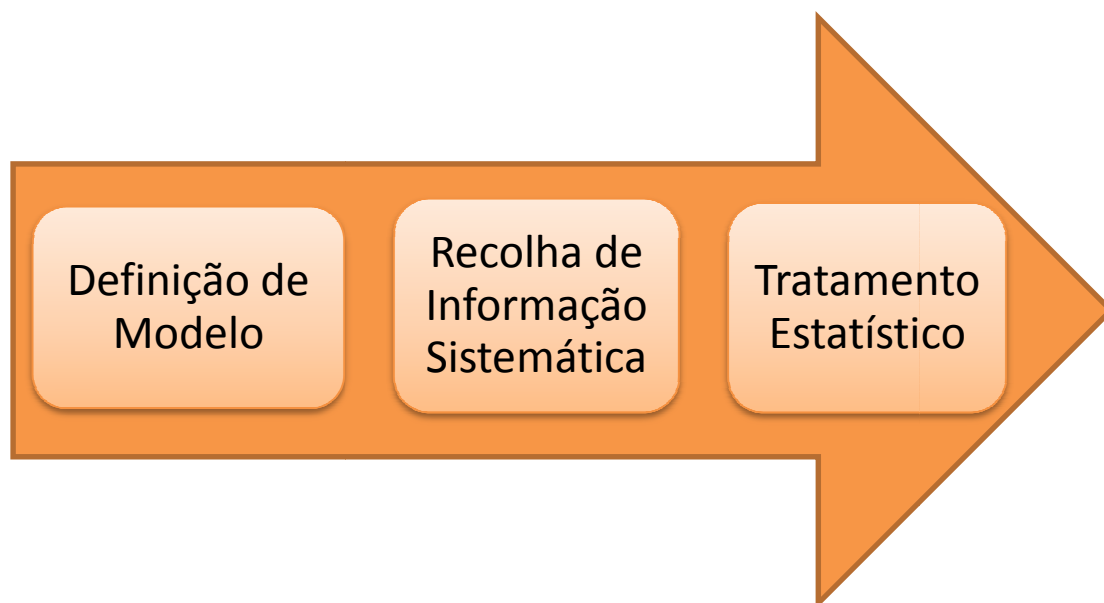 Definição de
Modelo
Recolha de
Informação
Sistemática
Tratamento
Estatístico